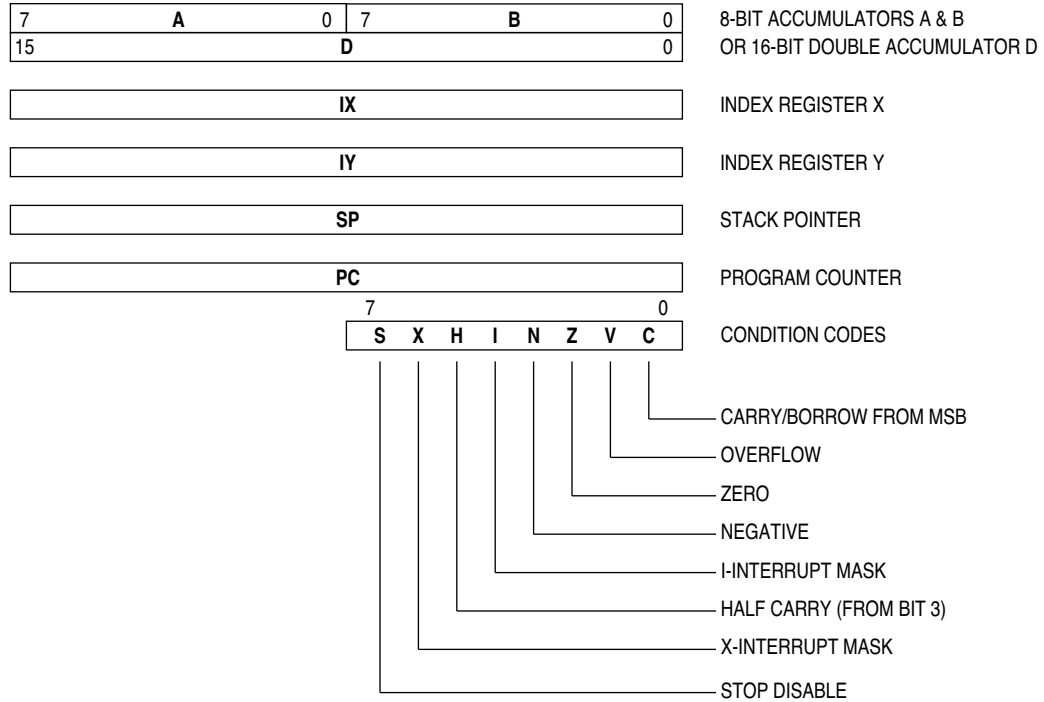 7 A 0 7 B 0 8-BIT ACCUMULATORS A & B
15 D 0 OR 16-BIT DOUBLE ACCUMULATOR D
IX INDEX REGISTER X
IY INDEX REGISTER Y
SP STACK POINTER
PC PROGRAM COUNTER
7 0
S X H I N Z V C CONDITION CODES
CARRY/BORROW FROM MSB
OVERFLOW
ZERO
NEGATIVE
I-INTERRUPT MASK
HALF CARRY (FROM BIT 3)
X-INTERRUPT MASK
STOP DISABLE